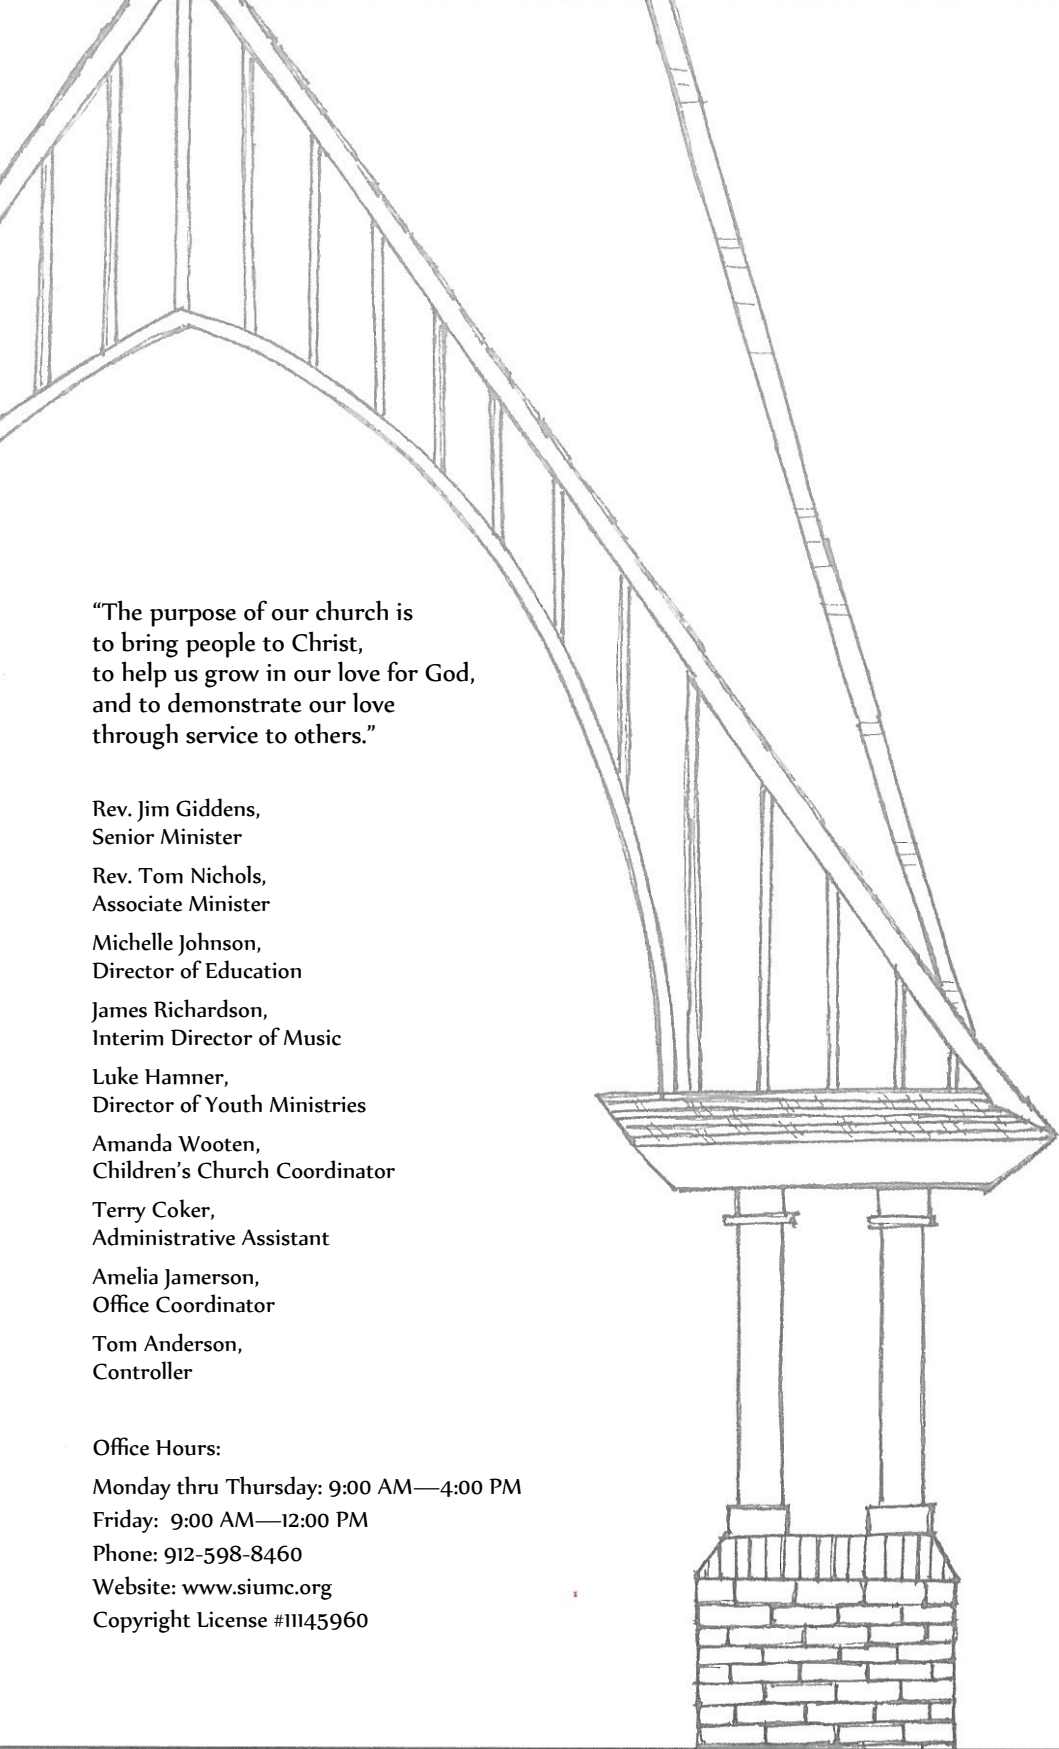 “The purpose of our church is
to bring people to Christ,
to help us grow in our love for God,
and to demonstrate our love
through service to others.”
Rev. Jim Giddens,
Senior Minister
Rev. Tom Nichols,
Associate Minister
Michelle Johnson,
Director of Education
James Richardson,
Interim Director of Music
Luke Hamner,
Director of Youth Ministries
Amanda Wooten,
Children’s Church Coordinator
Terry Coker,
Administrative Assistant
Amelia Jamerson,
Office Coordinator
Tom Anderson,
Controller
Office Hours:
Monday thru Thursday: 9:00 AM—4:00 PM
Friday:  9:00 AM—12:00 PM
Phone: 912-598-8460
Website: www.siumc.org
Copyright License #11145960